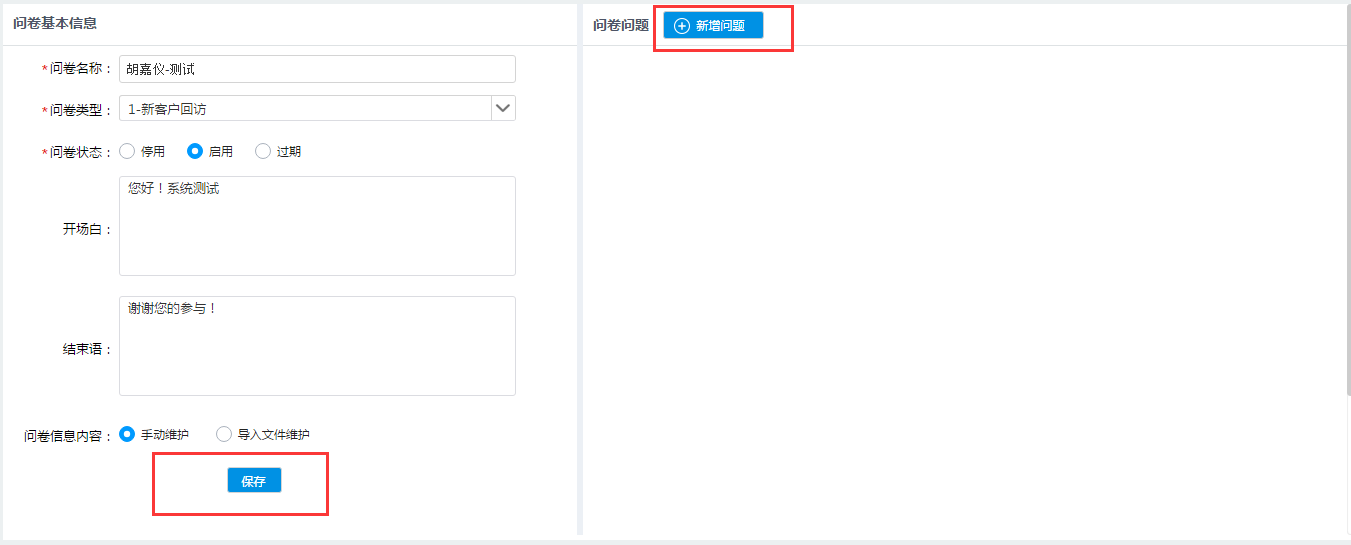 问卷基本信息
*问卷名称：
胡嘉仪-测试
*问卷类型：
1-新客户回访
*问卷状态：
停用
启用
过期
开场白：
您好！系统测试
结束语：
谢谢您的参与！
问卷信息内容：
手动维护
导入文件维护
保存
问卷问题
新增问题